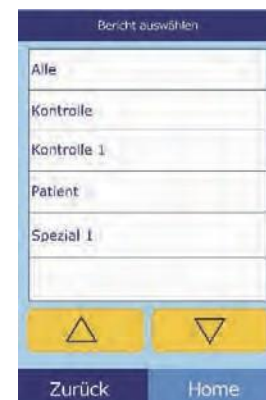 Bericht auswählen
Alle
Kontrolle
Kontrolle 1
Patient
Spezial 1
Zurück Home